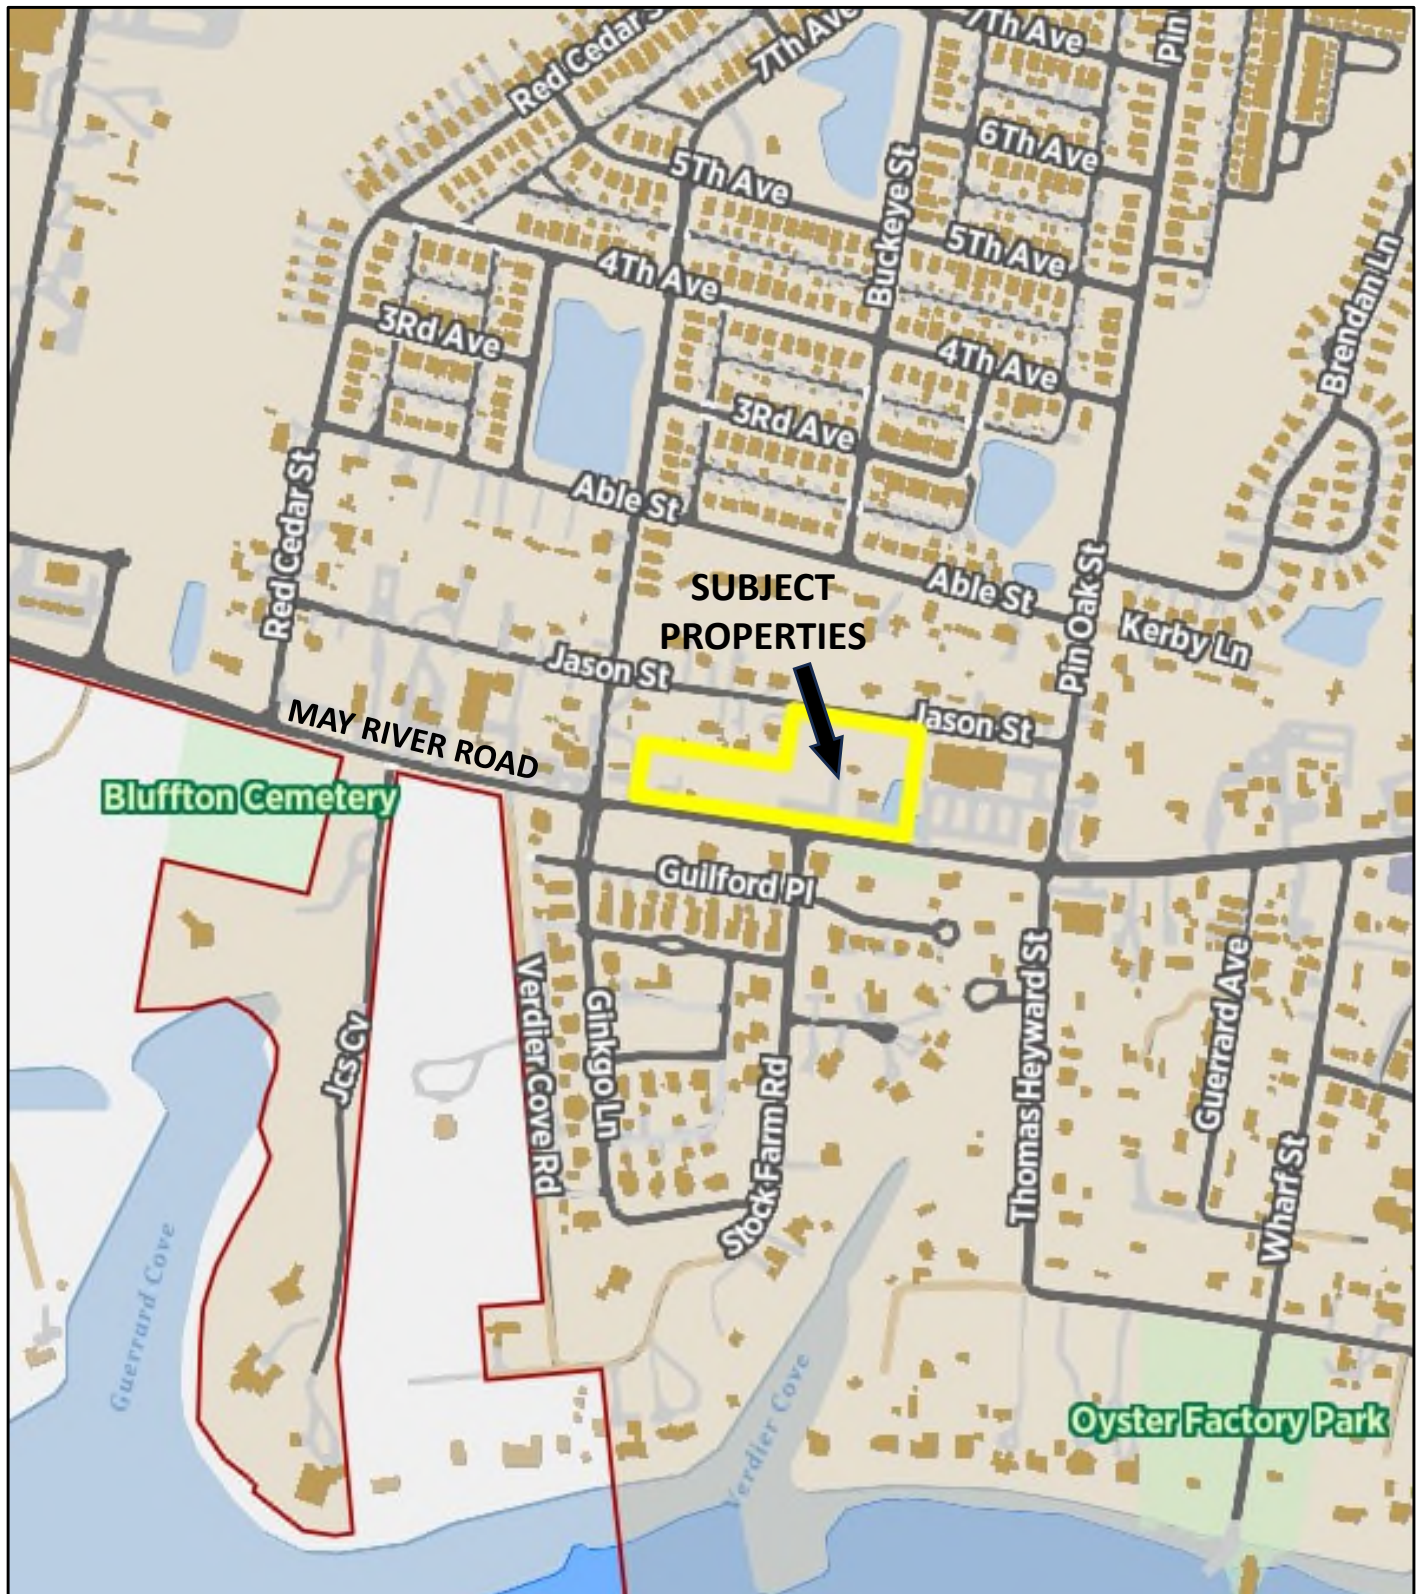 Red Cedar S
7Th Ave
7Th Ave
Pin
6Th Ave
5Th Ave
Buckeye St
5Th Ave
4Th Ave
Brendan Ln
3Rd Ave
4Th Ave
3Rd Ave
Able St
Red Cedar St
SUBJECT
PROPERTIES
Able St
Pin Oak St
Kerby Ln
Jason St
MAY RIVER ROAD
Jason St
Bluffton Cemetery
Guilford Pl
Verdier Cove Rd
Ginkgo Ln
Thomas Heyward St
Guerrard Ave
Jcs Cv
Stock Farm Rd
Wharf St
Guerrard Cove
Verdier Cove
Oyster Factory Park